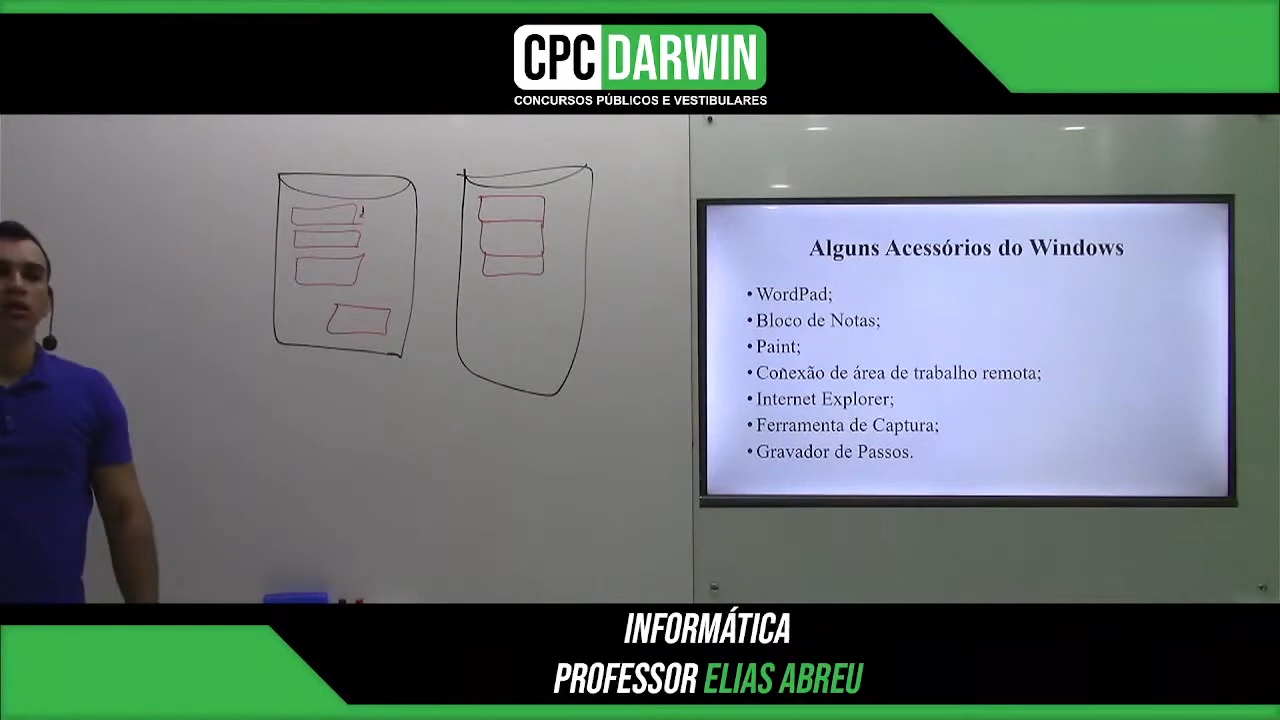 CPC DARWIN
CONCURSOS PÚBLICOS E VESTIBULARES
Alguns Acessórios do Windows
• WordPad;
• Bloco de Notas;
• Paint;
• Conexão de área de trabalho remota;
• Internet Explorer;
• Ferramenta de Captura;
• Gravador de Passos.
INFORMÁTICA
PROFESSOR ELIAS ABREU